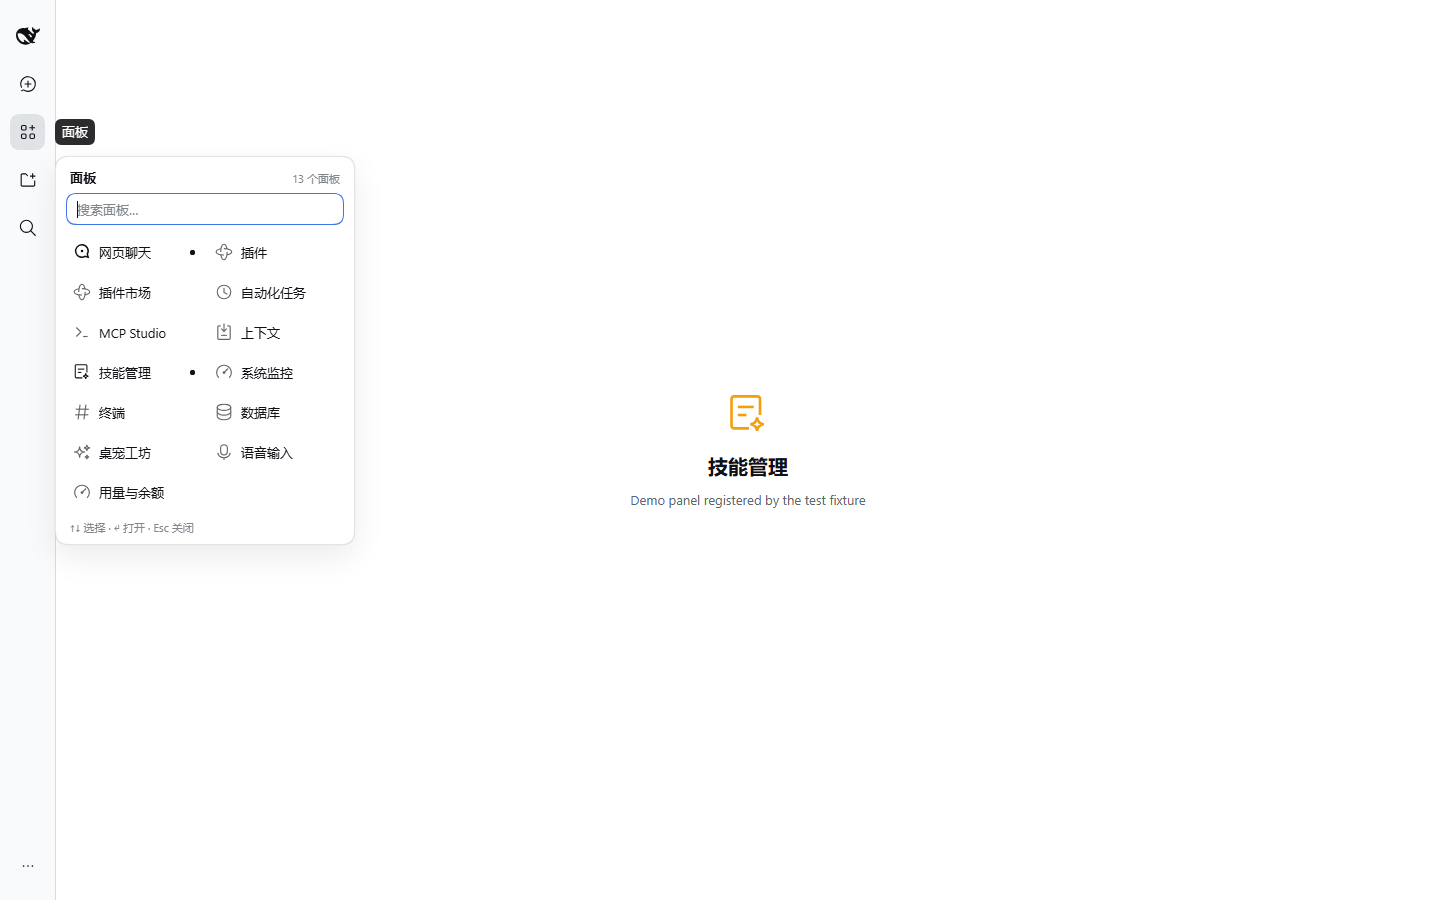 面板
面板
13 个面板
搜索面板...
网页聊天
插件
插件市场
自动化任务
MCP Studio
上下文
技能管理
系统监控
终端
数据库
桌宠工坊
语音输入
用量与余额
↑↓ 选择 · ↵ 打开 · Esc 关闭
技能管理
Demo panel registered by the test fixture